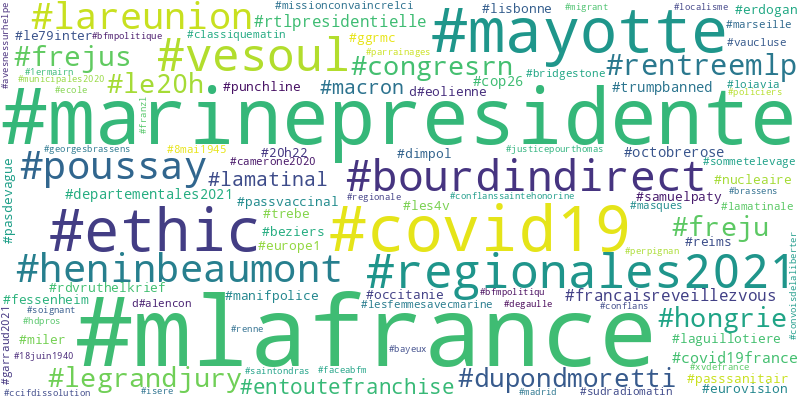 #avesnessurhelpe
#lareunion
#missionconvaincrelci
#migrant
#localisme
#le79inter
#bfmpolitique
#classiquematin
#rtlpresidentielle
#lisbonne
#erdogan
#mayotte
#marseille
#vaucluse
#frejus
#vesoul
#ggrmc
#parrainages
#congresrn
#rentreemlp
#1ermairn
#municipales2020
#ecole
#le20h
#punchline
#macron
#cop26
#bridgestone
#trumpbanned
#loiavia
#policiers
d#eolienne
#marinepresidente
#franzl
#georgesbrassens
#8mai1945
#20h22
#camerone2020
#dimpol
#justicepourthomas
#octobrerose
#sommetelevage
#pasdevague
#poussay
#lamatinal
#bourdindirect
#nucleaire
#samuelpaty
#brassens
#departementales2021
#passvaccinal
#regionale
#conflanssaintehonorine
#les4v
#masques
#lamatinale
#ethic
#trebe
#beziers
#europe1
#covid19
#freju
#reims
#perpignan
#convoisdelaliberter
#heninbeaumont
#regionales2021
#rdvruthelkrief
#fessenheim
d#alencon
#manifpolice
#occitanie
#bfmpolitiqu
#degaulle
#lesfemmesavecmarine
#francaisreveillezvous
#conflans
#soignant
#hdpros
#garraud2021
#mlafrance
#renne
#hongrie
#miler
#18juin1940
#bayeux
#laguillotiere
#covid19france
#xvdefrance
#legrandjury
#saintondras
#faceabfm
#entoutefranchise
#dupondmoretti
#passsanitair
#ccifdissolution
#isere
#madrid
#sudradiomatin
#eurovision